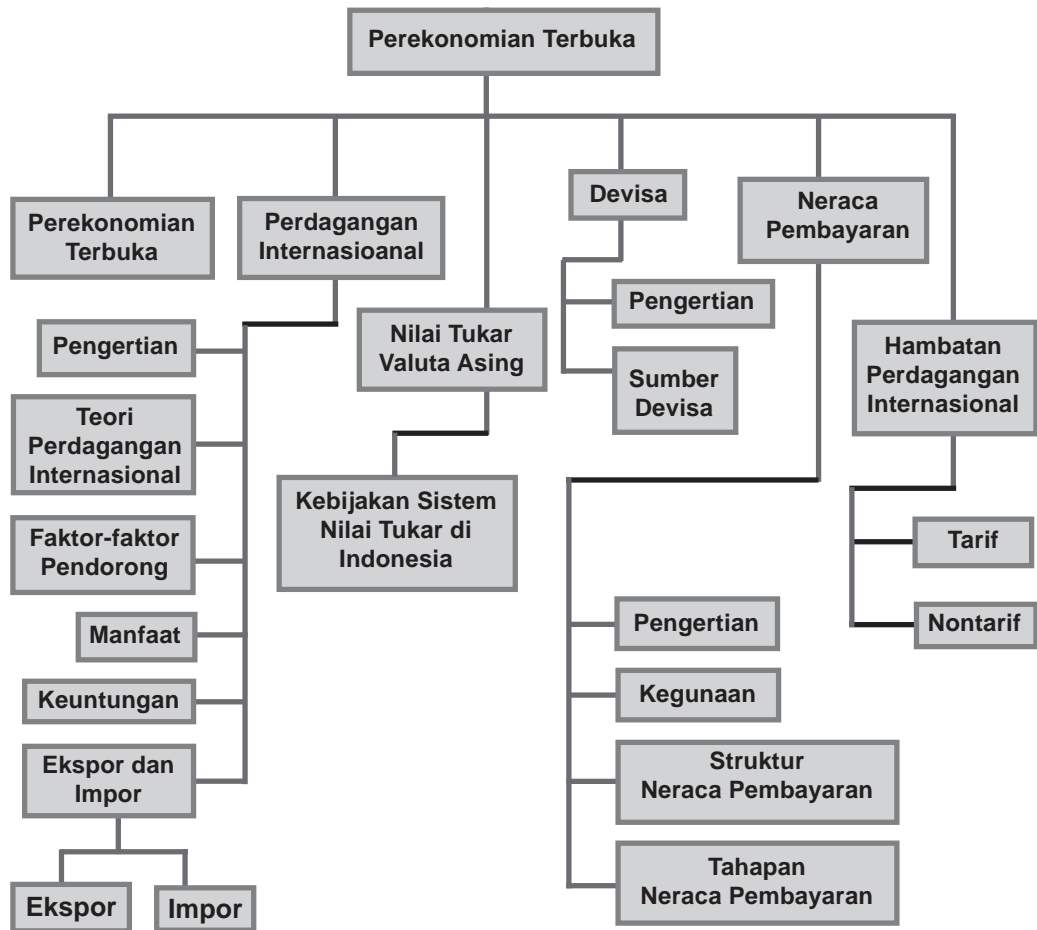 Perekonomian Terbuka
Perekonomian
Terbuka
Perdagangan
Internasioanal
Pengertian
Teori
Perdagangan
Internasional
Faktor-faktor
Pendorong
Manfaat
Keuntungan
Ekspor dan
Impor
Ekspor
Impor
Nilai Tukar
Valuta Asing
Kebijakan Sistem
Nilai Tukar di
Indonesia
Devisa
Pengertian
Sumber
Devisa
Neraca
Pembayaran
Pengertian
Kegunaan
Struktur
Neraca Pembayaran
Tahapan
Neraca Pembayaran
Hambatan
Perdagangan
Internasional
Tarif
Nontarif